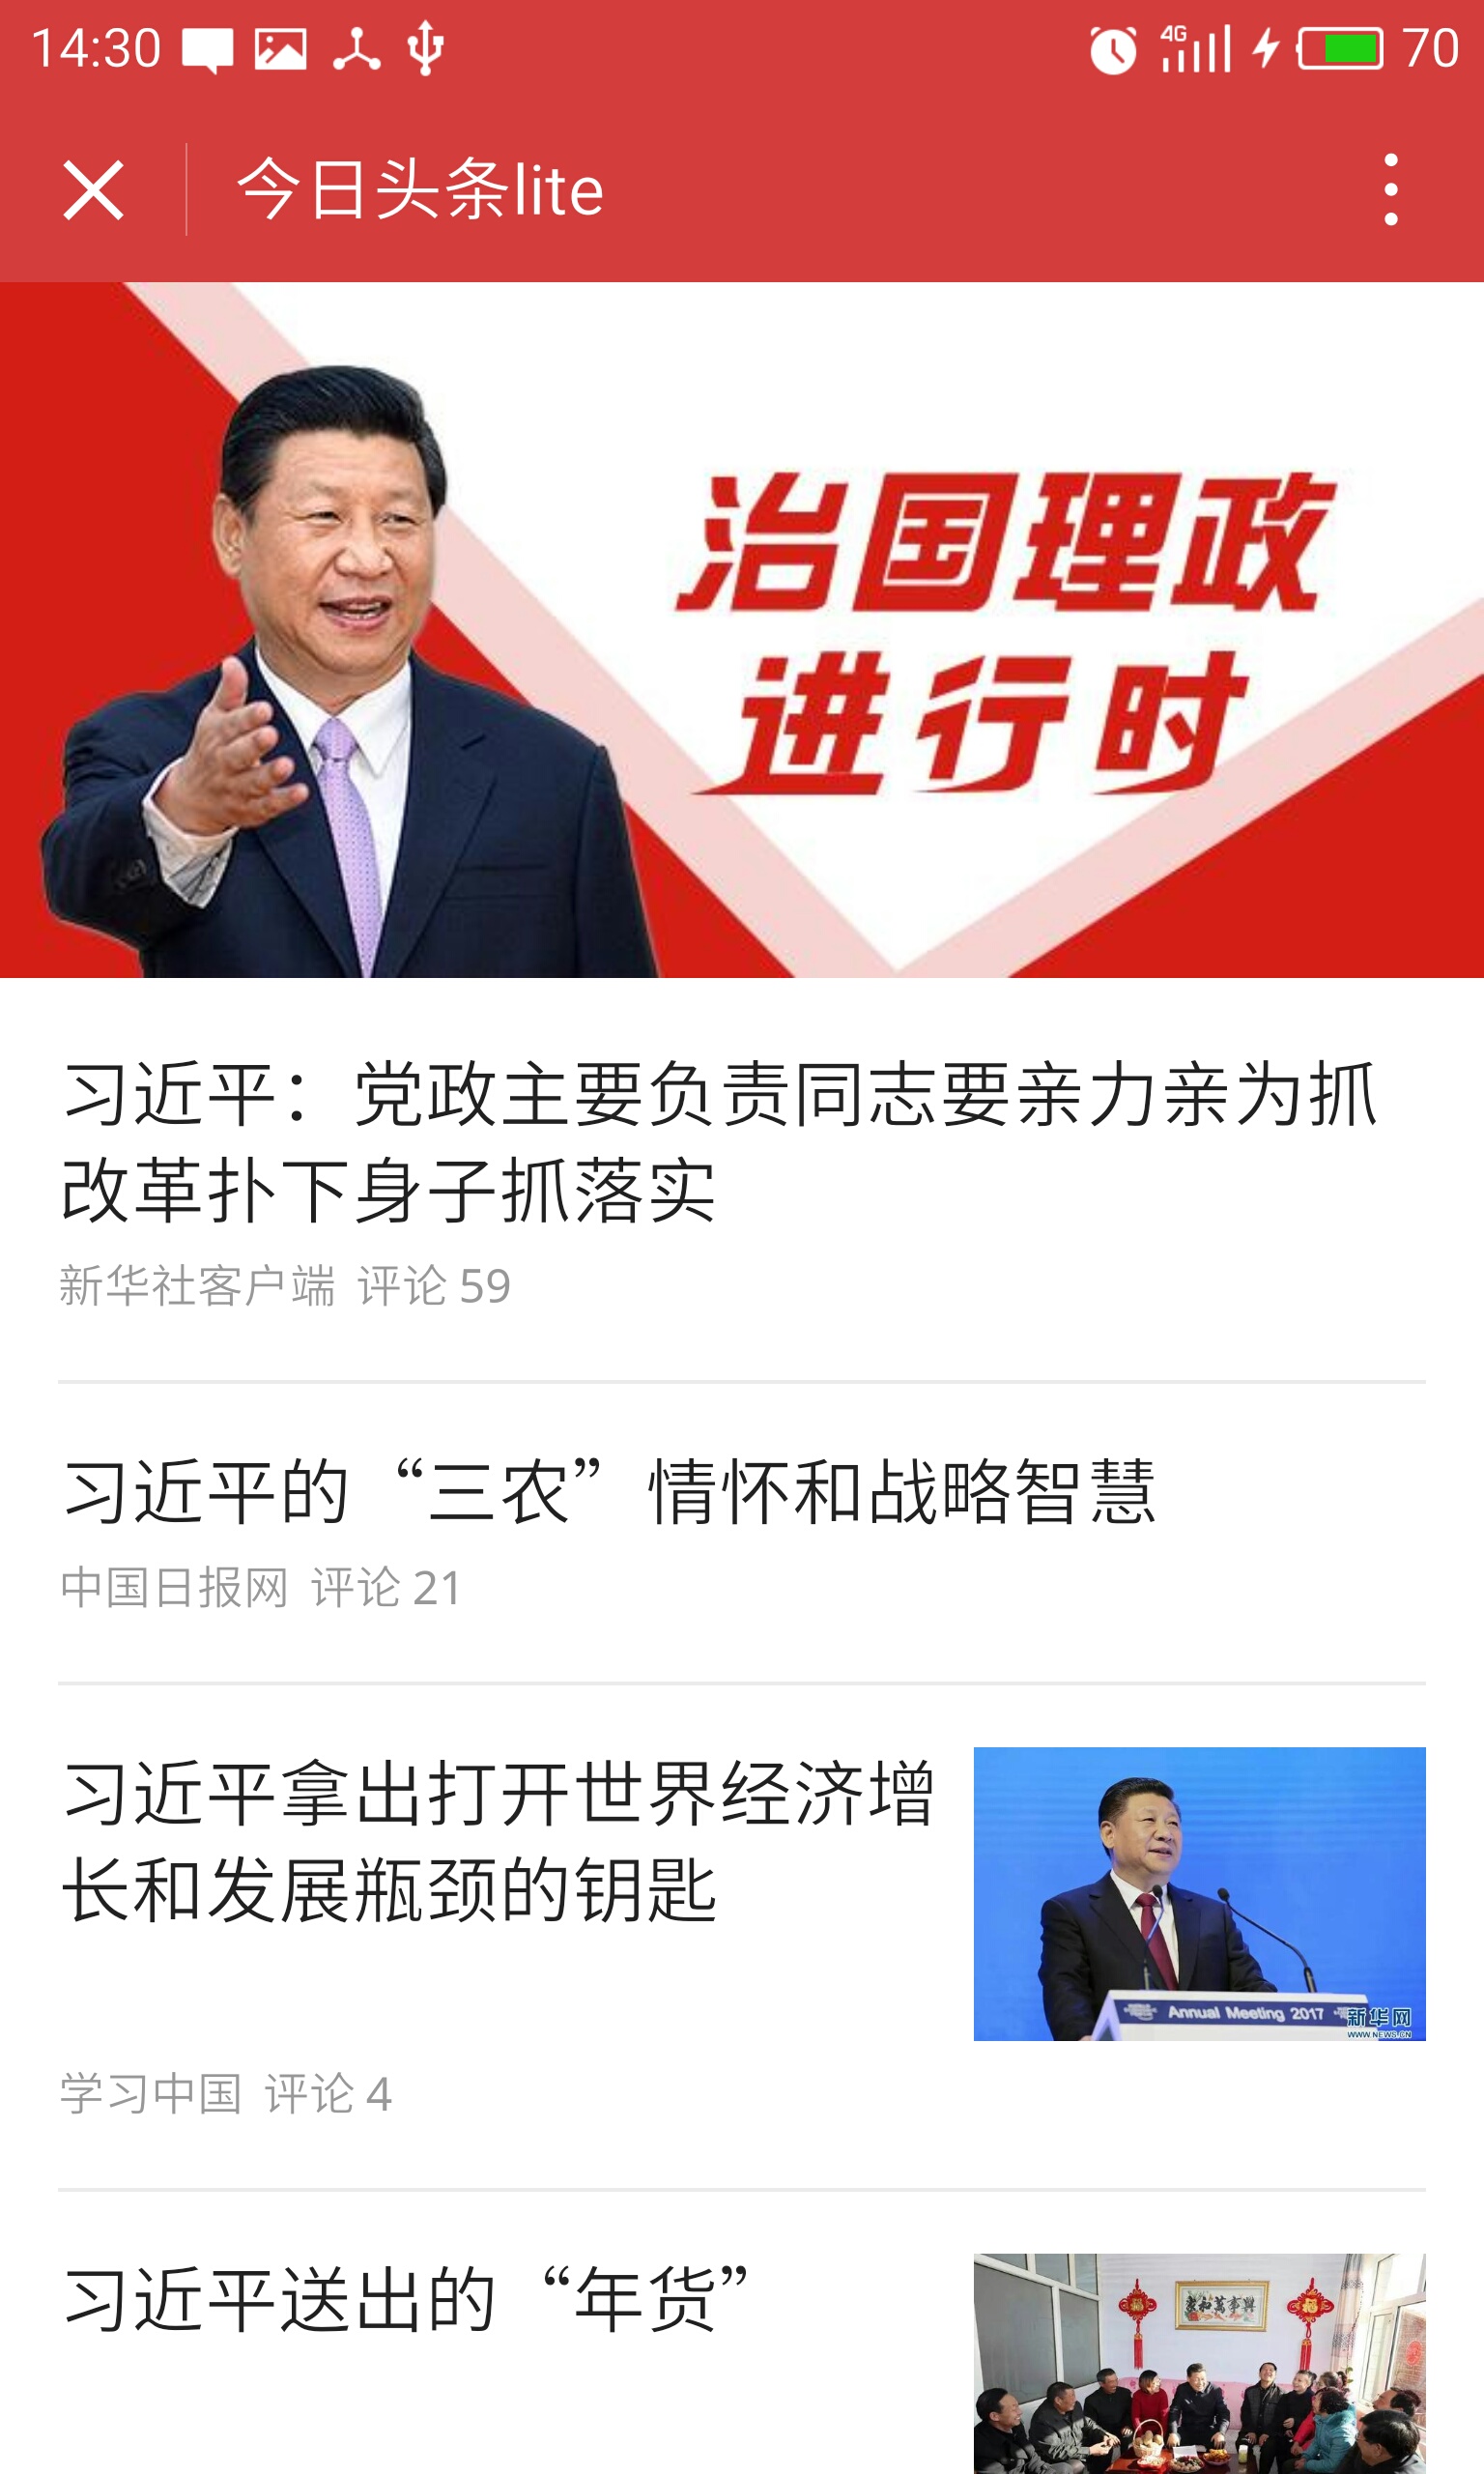 14:30
4G
70
今日头条lite
治国理政
进行时
习近平：党政主要负责同志要亲力亲为抓
改革扑下身子抓落实
新华社客户端 评论 59
习近平的“三农”情怀和战略智慧
中国日报网 评论 21
习近平拿出打开世界经济增
长和发展瓶颈的钥匙
Annual Meeting 2017
新华网
WWW.NEWS.CN
学习中国 评论 4
习近平送出的“年货”
家和萬事興
福
福